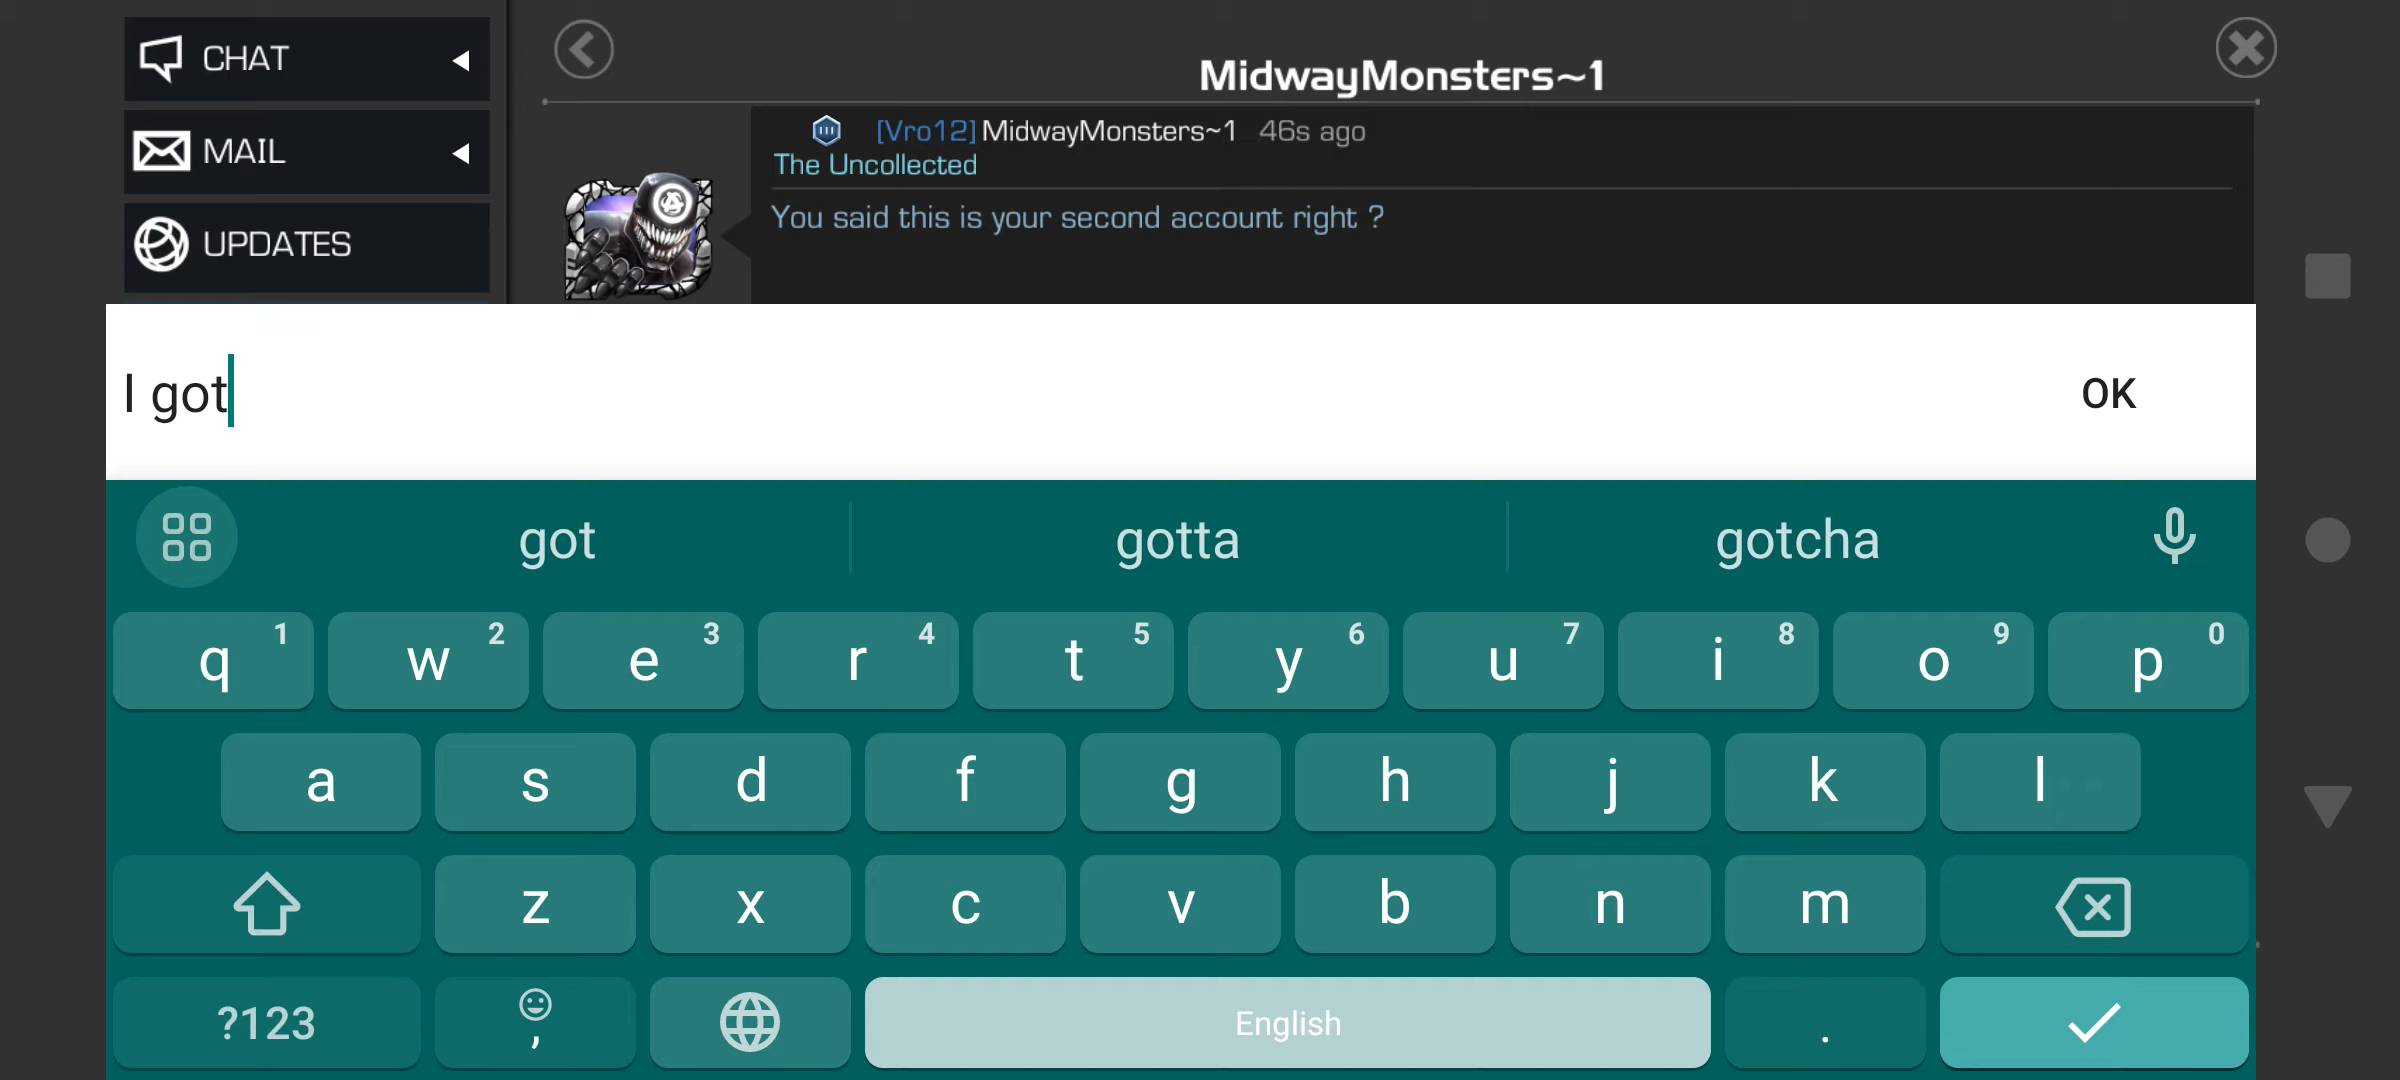 CHAT
MAIL
UPDATES
MidwayMonsters~1
[Vro12] MidwayMonsters~1 46s ago
The Uncollected
You said this is your second account right ?
I got
OK
got gotta gotcha
q 1 w 2 e 3 r 4 t 5 y 6 u 7 i 8 o 9 p 0
a s d f g h j k l
z x c v b n m
?123 , English .